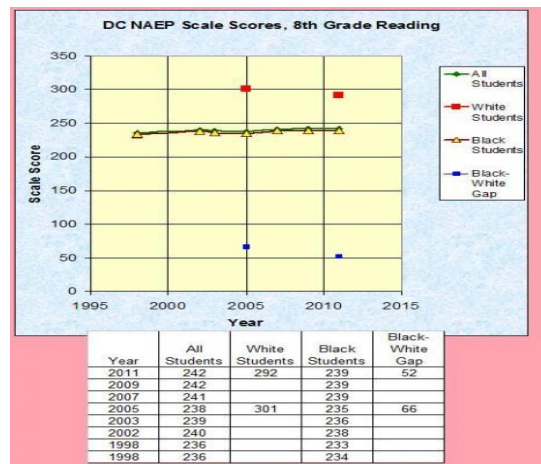 DC NAEP Scale Scores, 8th Grade Reading
350
300
250
200
150
100
50
0
Scale Score
1995 2000 2005 2010 2015
Year
All
Students
White
Students
Black
Students
Black-
White
Gap
Year All Students White Students Black Students Black-White Gap
2011 242 292 239 52
2009 242 239
2007 241 239
2005 238 301 235 66
2003 239 236
2002 240 238
1998 236 233
1998 236 234